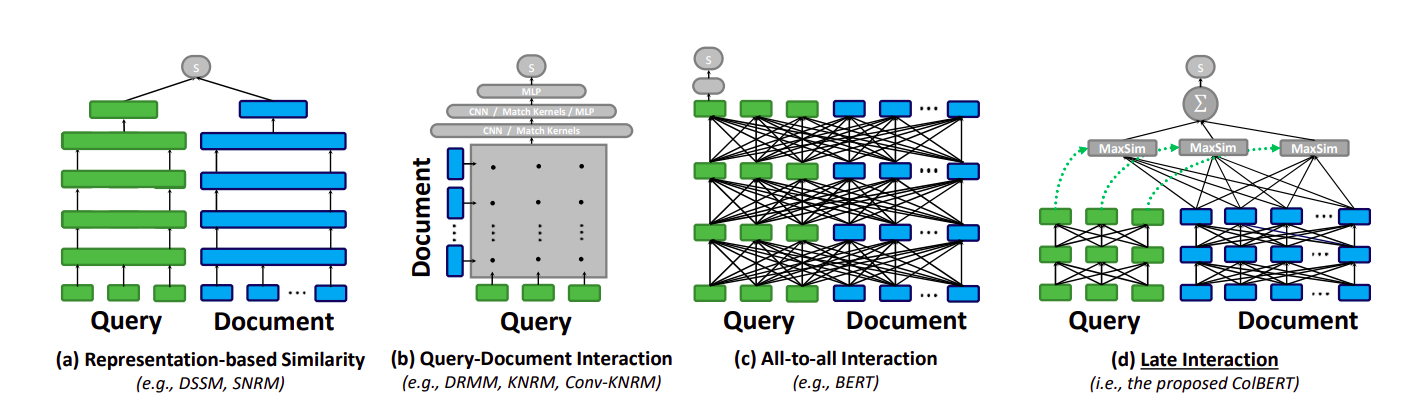 s
Query
Document
(a) Representation-based Similarity
(e.g., DSSM, SNRM)
s
MLP
CNN / Match Kernels / MLP
CNN / Match Kernels
Document
Query
(b) Query-Document Interaction
(e.g., DRMM, KNRM, Conv-KNRM)
s
Query
Document
(c) All-to-all Interaction
(e.g., BERT)
s
Σ
MaxSim
MaxSim
MaxSim
Query
Document
(d) Late Interaction
(i.e., the proposed ColBERT)